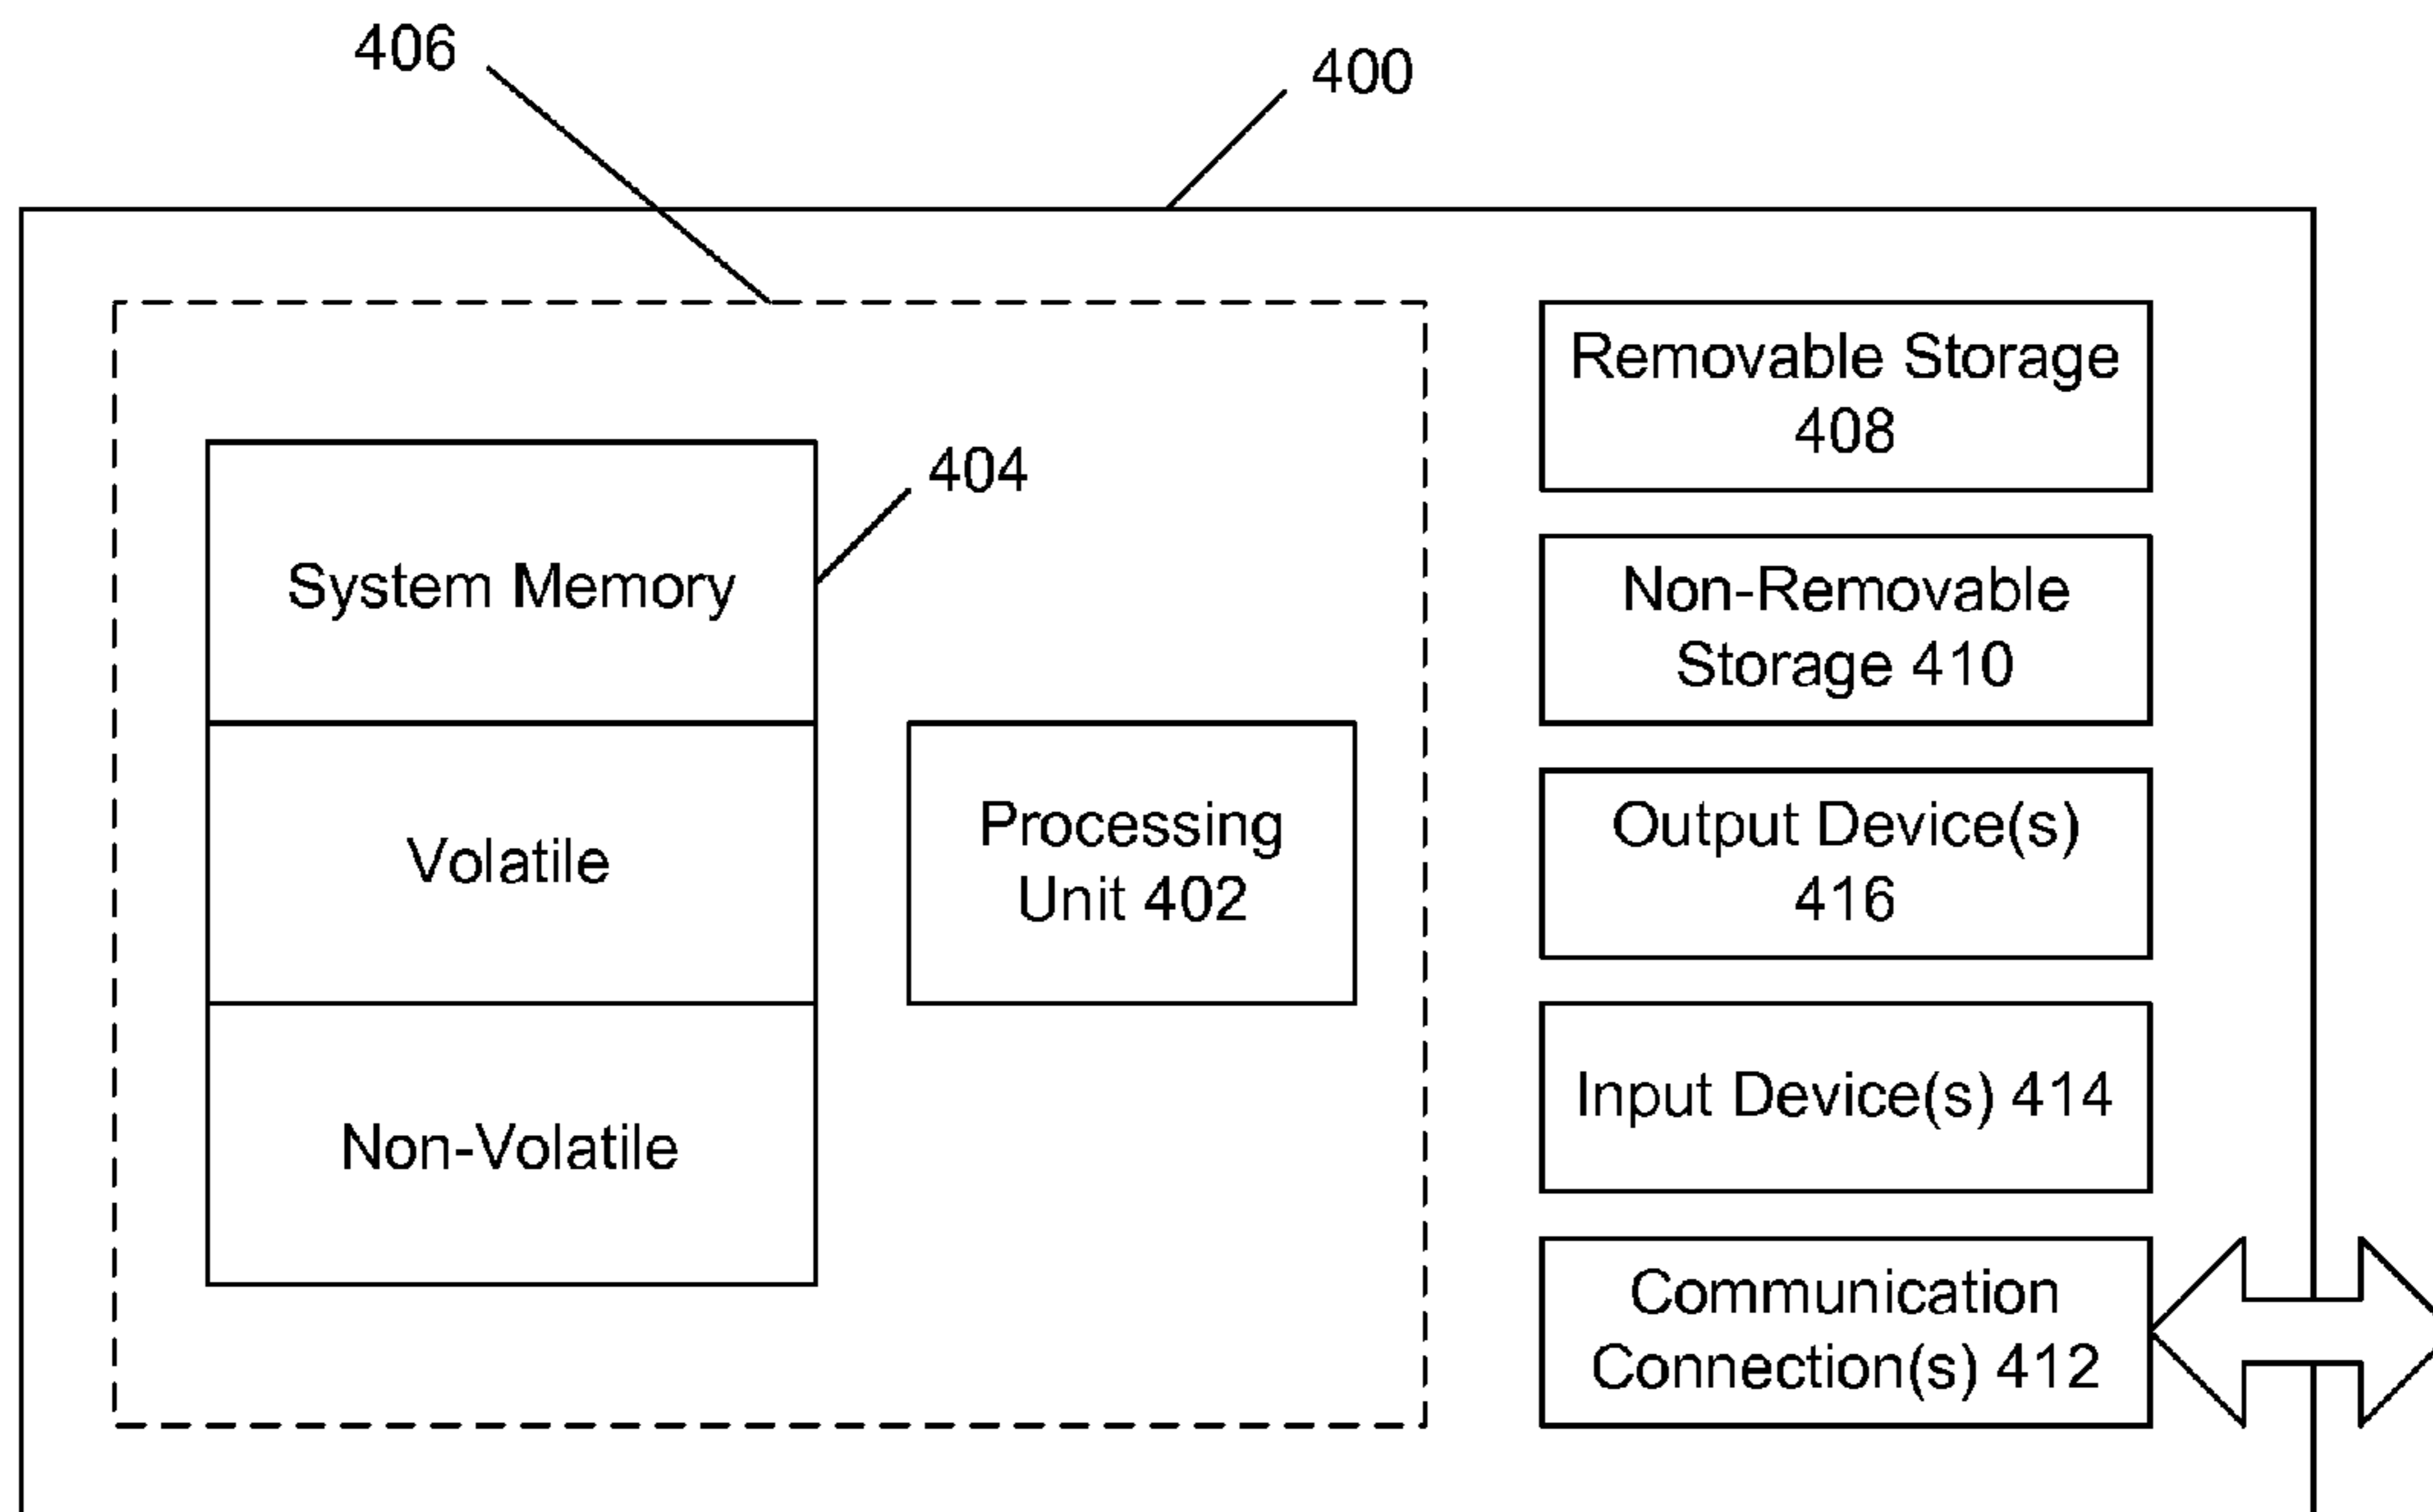 406
400
Removable Storage
408
404
System Memory
Non-Removable
Storage 410
Volatile
Processing
Unit 402
Output Device(s)
416
Non-Volatile
Input Device(s) 414
Communication
Connection(s) 412